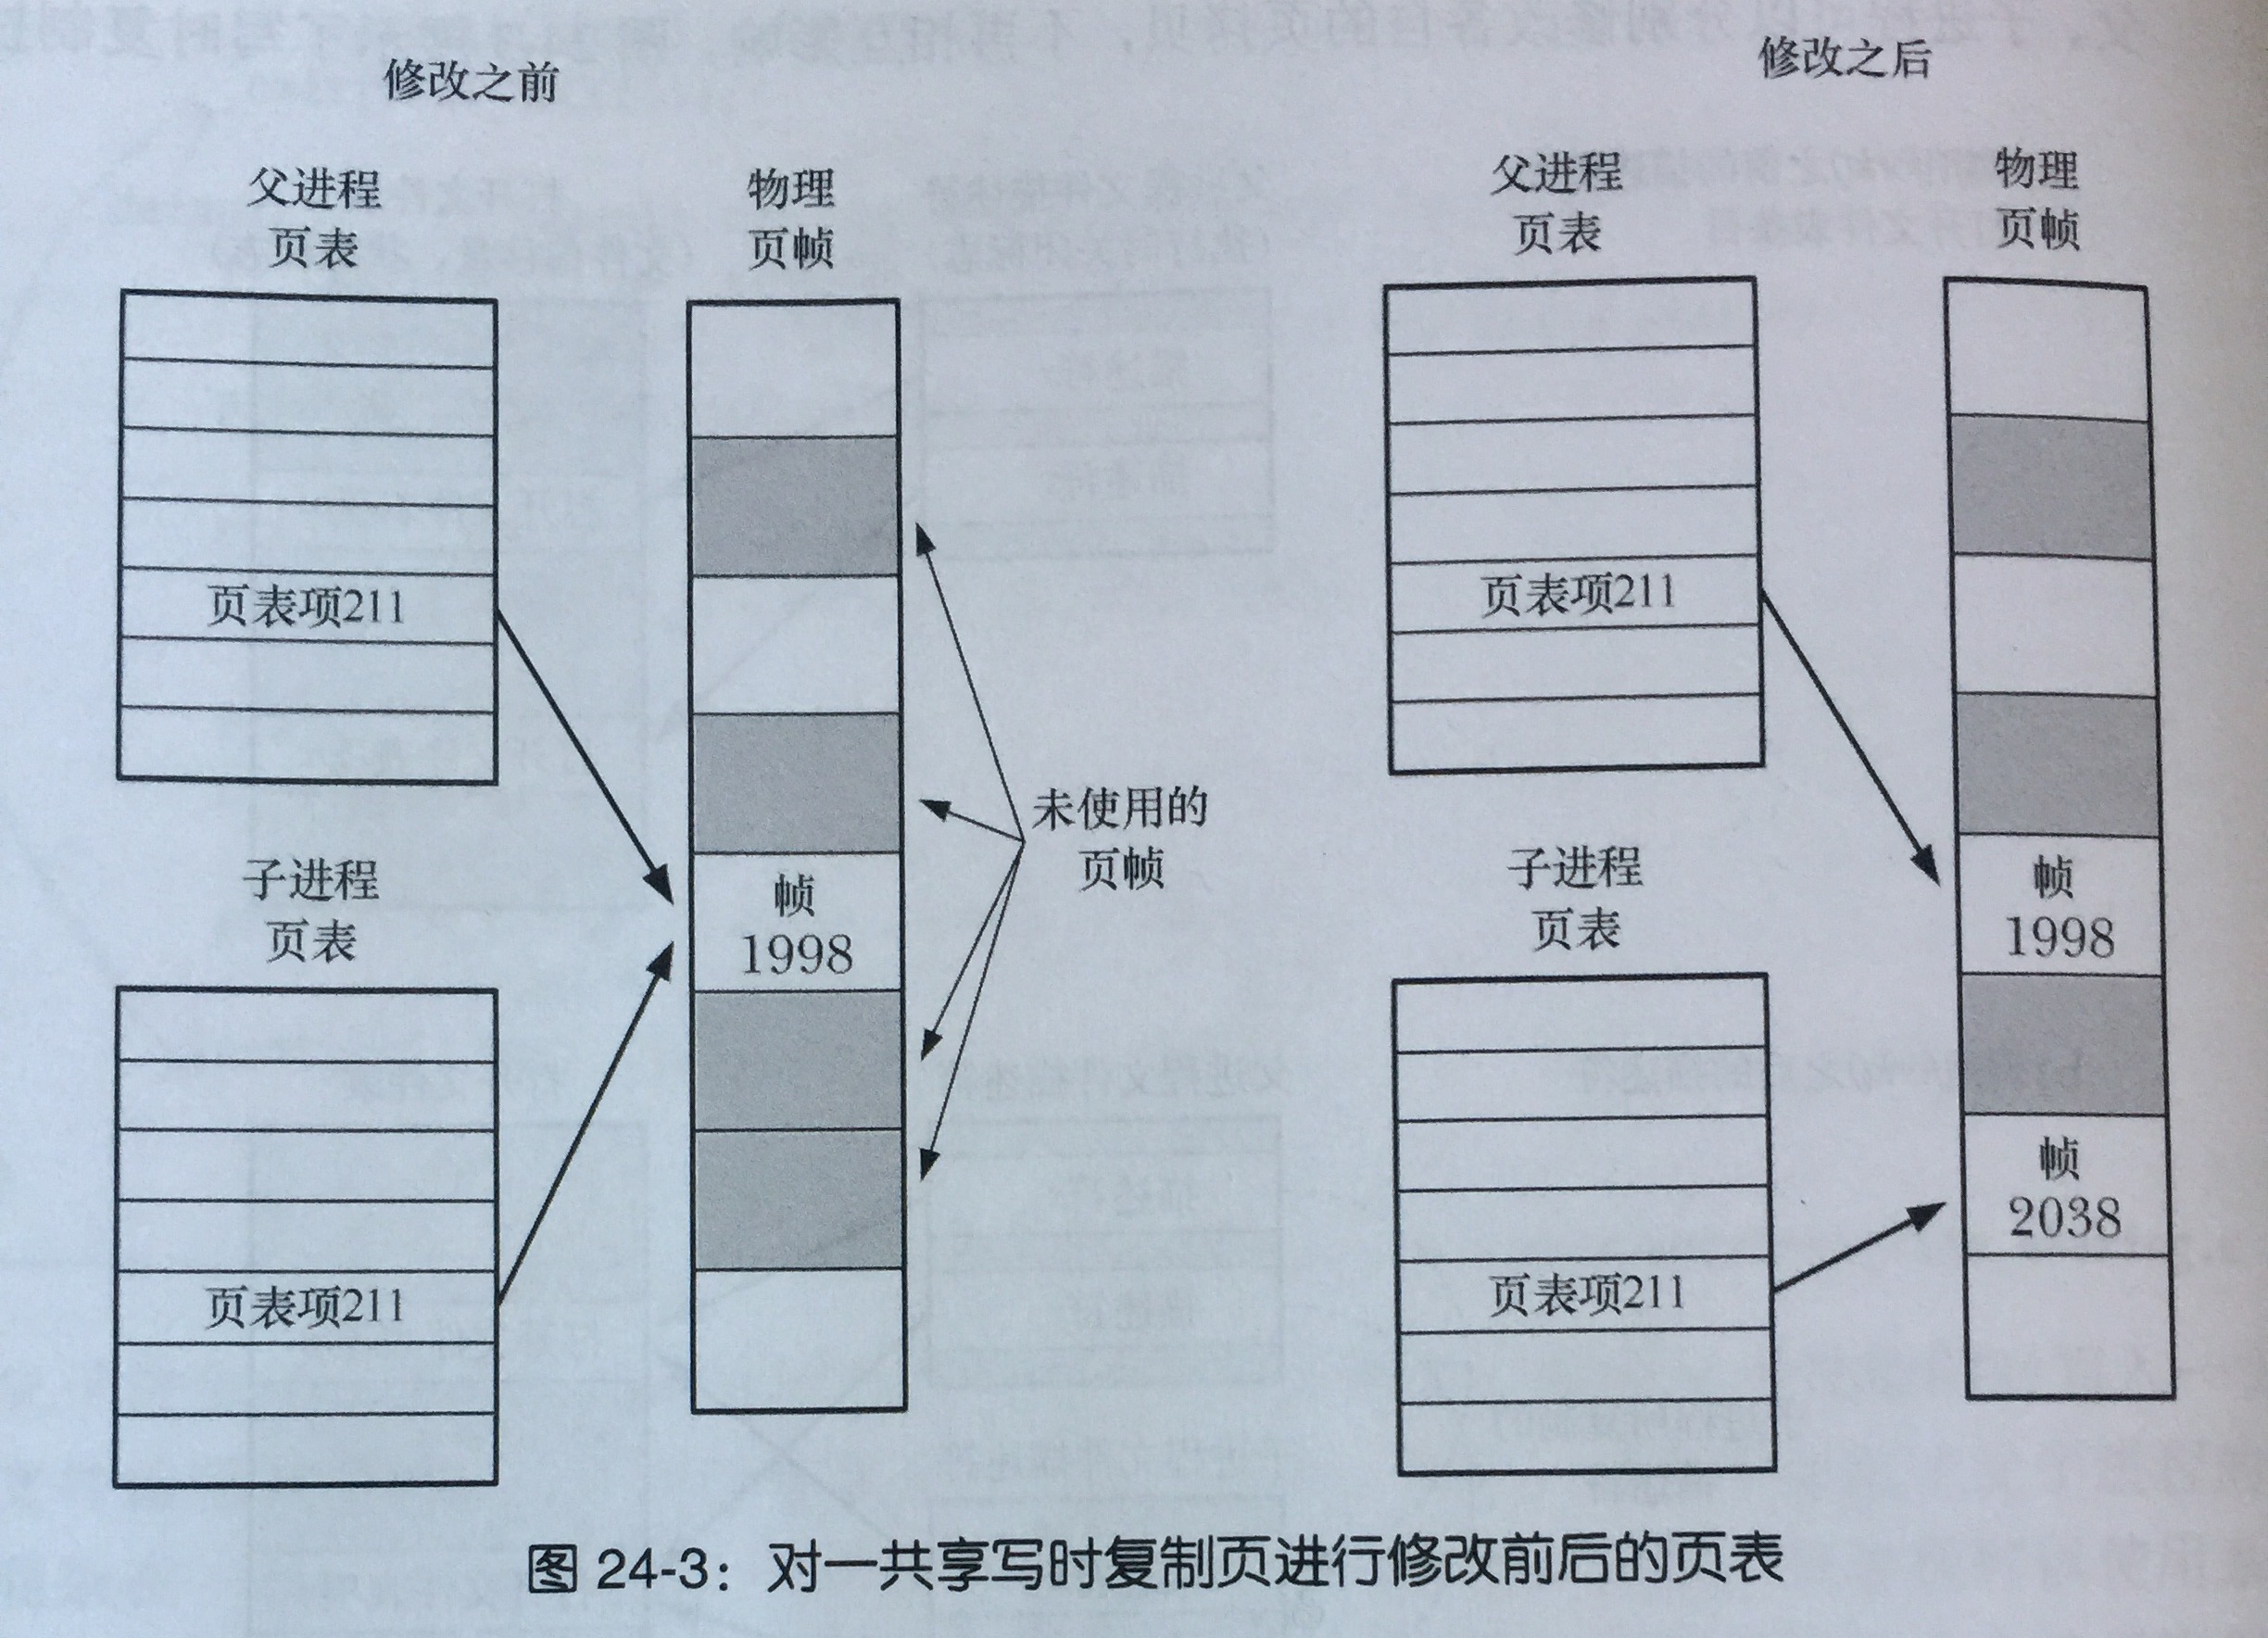 修改之前
父进程
页表
物理
页帧
页表项211
未使用的
页帧
帧
1998
子进程
页表
页表项211
修改之后
父进程
页表
物理
页帧
页表项211
帧
1998
子进程
页表
帧
2038
页表项211
图 24-3：对一共享写时复制页进行修改前后的页表